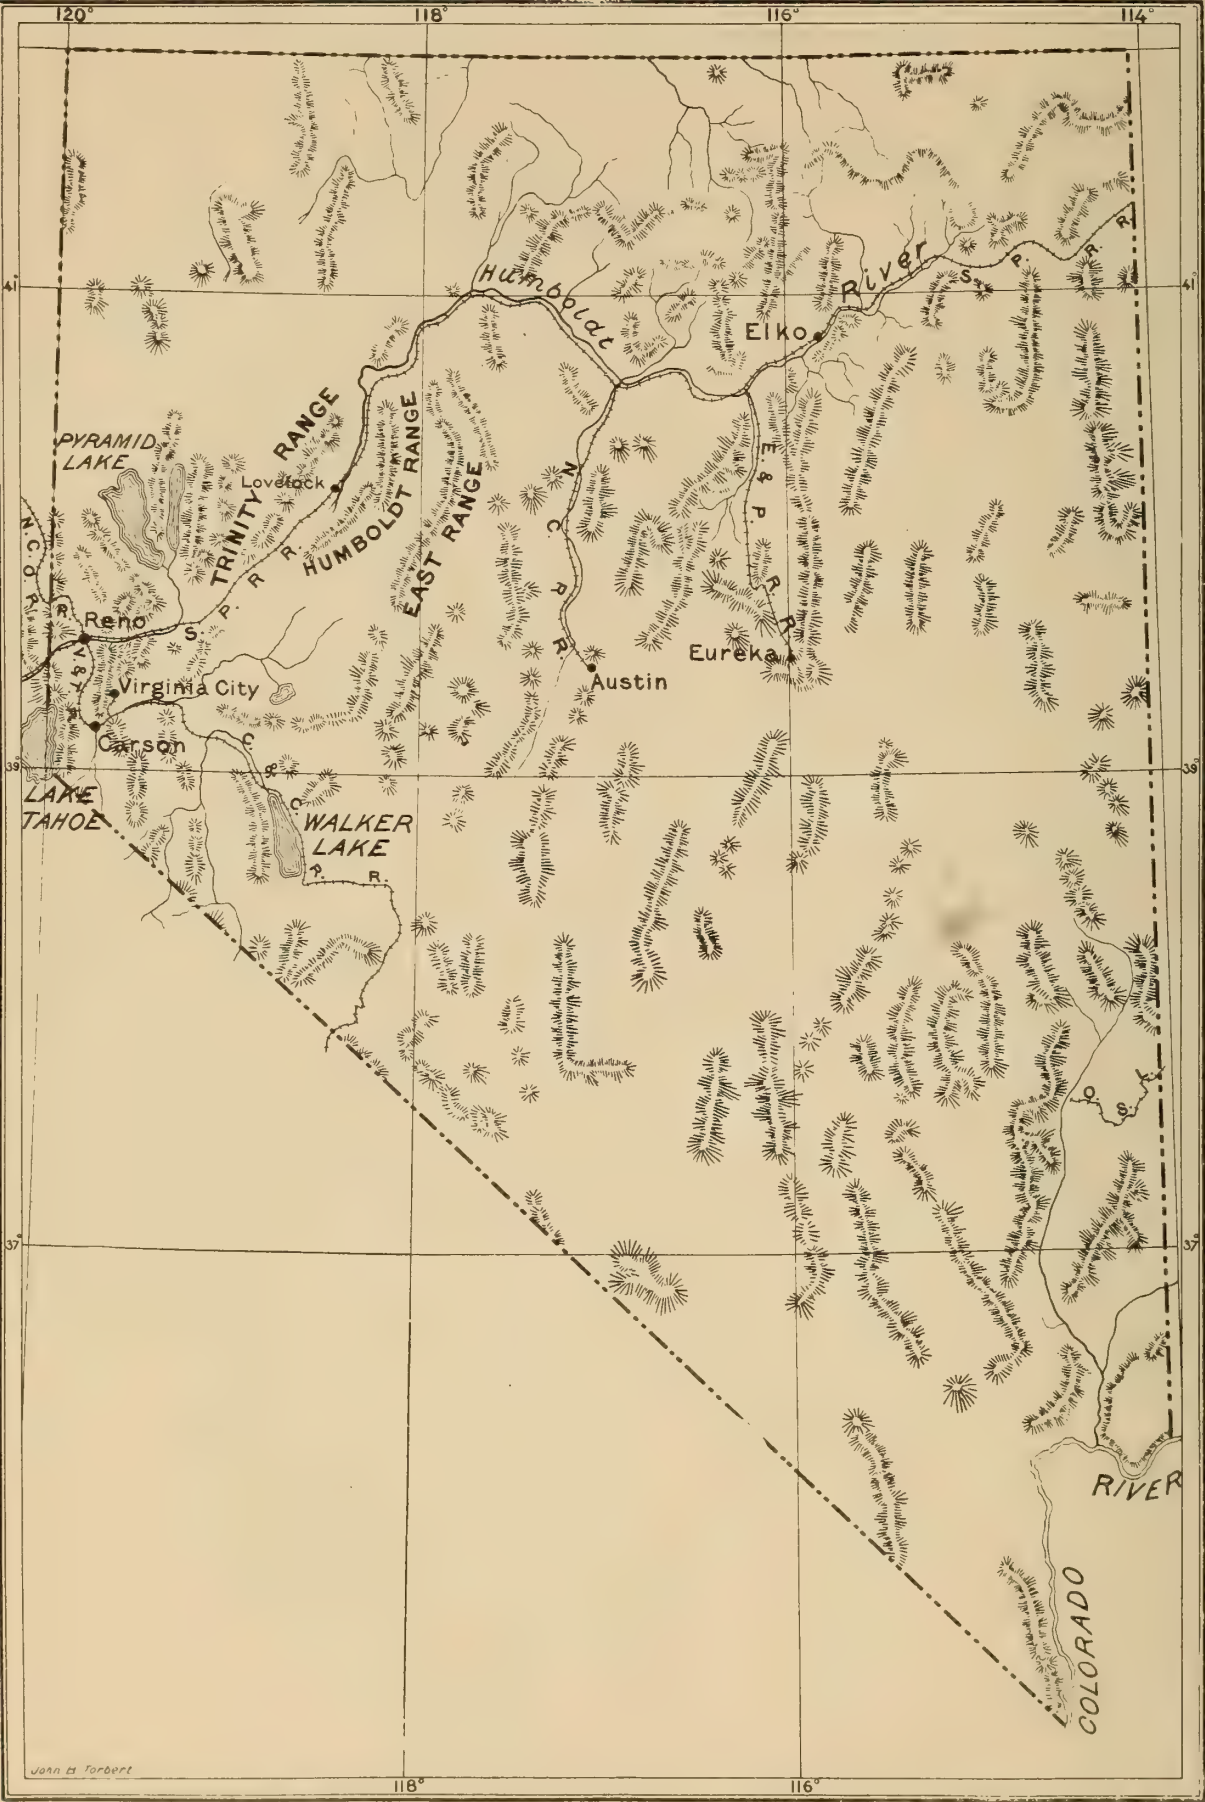 120° 118° 116° 114°
41° 41°
Humboldt River
S. P. R. R.
Elko
TRINITY RANGE
HUMBOLDT RANGE
EAST RANGE
PYRAMID
LAKE
Lovelock
N. C. O. R. R.
N. C. R R
E. & P. R. R.
Reno
S. P. R R.
V. & T. R.
Virginia City
Carson
Eureka
Austin
39° 39°
LAKE
TAHOE
C. & C. R. R.
WALKER
LAKE
O. S. L.
37° 37°
RIVER
COLORADO
John B Torbert
118° 116°